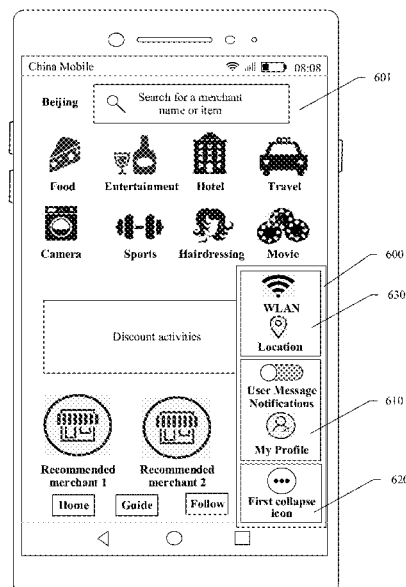 China Mobile 08:08
601
Beijing
Search for a merchant
name or item
Food Entertainment Hotel Travel
Camera Sports Hairdressing Movie
600
WLAN
630
Location
Discount activities
User Message
Notifications
610
My Profile
Recommended
merchant 1
Recommended
merchant 2
620
First collapse
icon
Home Guide Follow